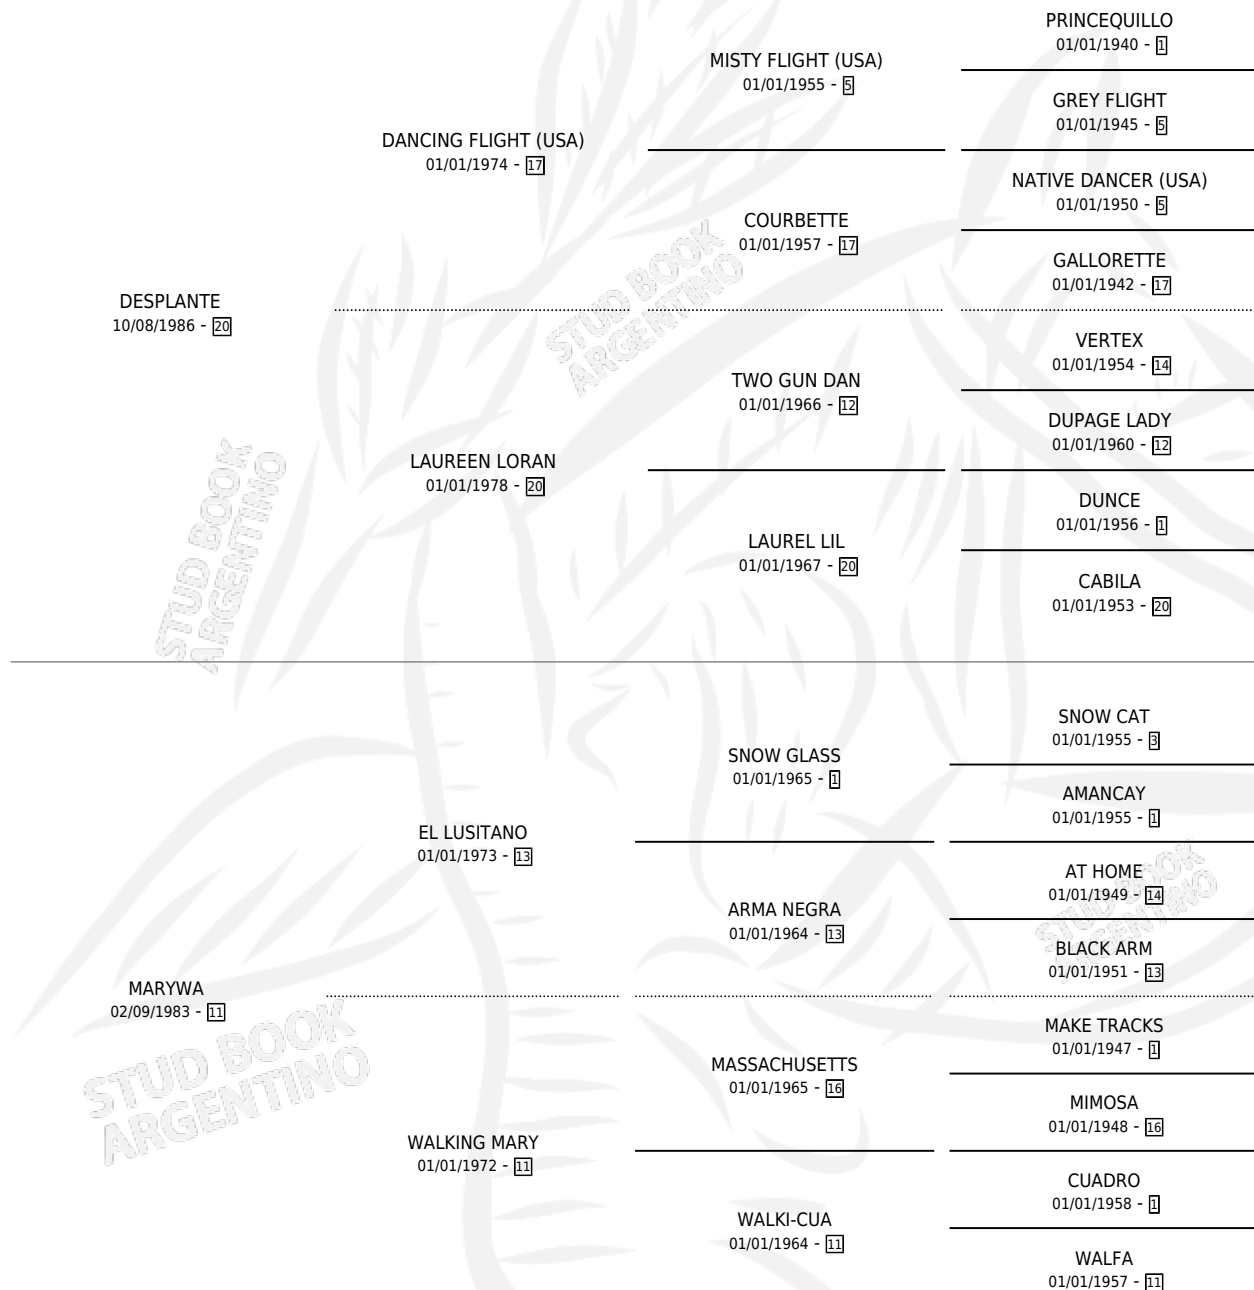 PRINCEQUILLO
01/01/1940 - 1
MISTY FLIGHT (USA)
01/01/1955 - 5
GREY FLIGHT
01/01/1945 - 5
DANCING FLIGHT (USA)
01/01/1974 - 17
NATIVE DANCER (USA)
01/01/1950 - 5
COURBETTE
01/01/1957 - 17
GALLORETTE
01/01/1942 - 17
DESPLANTE
10/08/1986 - 20
VERTEX
01/01/1954 - 14
TWO GUN DAN
01/01/1966 - 12
DUPAGE LADY
01/01/1960 - 12
LAUREEN LORAN
01/01/1978 - 20
DUNCE
01/01/1956 - 1
LAUREL LIL
01/01/1967 - 20
CABILA
01/01/1953 - 20
SNOW CAT
01/01/1955 - 3
SNOW GLASS
01/01/1965 - 1
AMANCAY
01/01/1955 - 1
EL LUSITANO
01/01/1973 - 13
AT HOME
01/01/1949 - 14
ARMA NEGRA
01/01/1964 - 13
BLACK ARM
01/01/1951 - 13
MARYWA
02/09/1983 - 11
MAKE TRACKS
01/01/1947 - 1
MASSACHUSETTS
01/01/1965 - 16
MIMOSA
01/01/1948 - 16
WALKING MARY
01/01/1972 - 11
CUADRO
01/01/1958 - 1
WALKI-CUA
01/01/1964 - 11
WALFA
01/01/1957 - 11
STUD BOOK
ARGENTINO
STUD BOOK
ARGENTINO
STUD BOOK
ARGENTINO
STUD BOOK
ARGENTINO